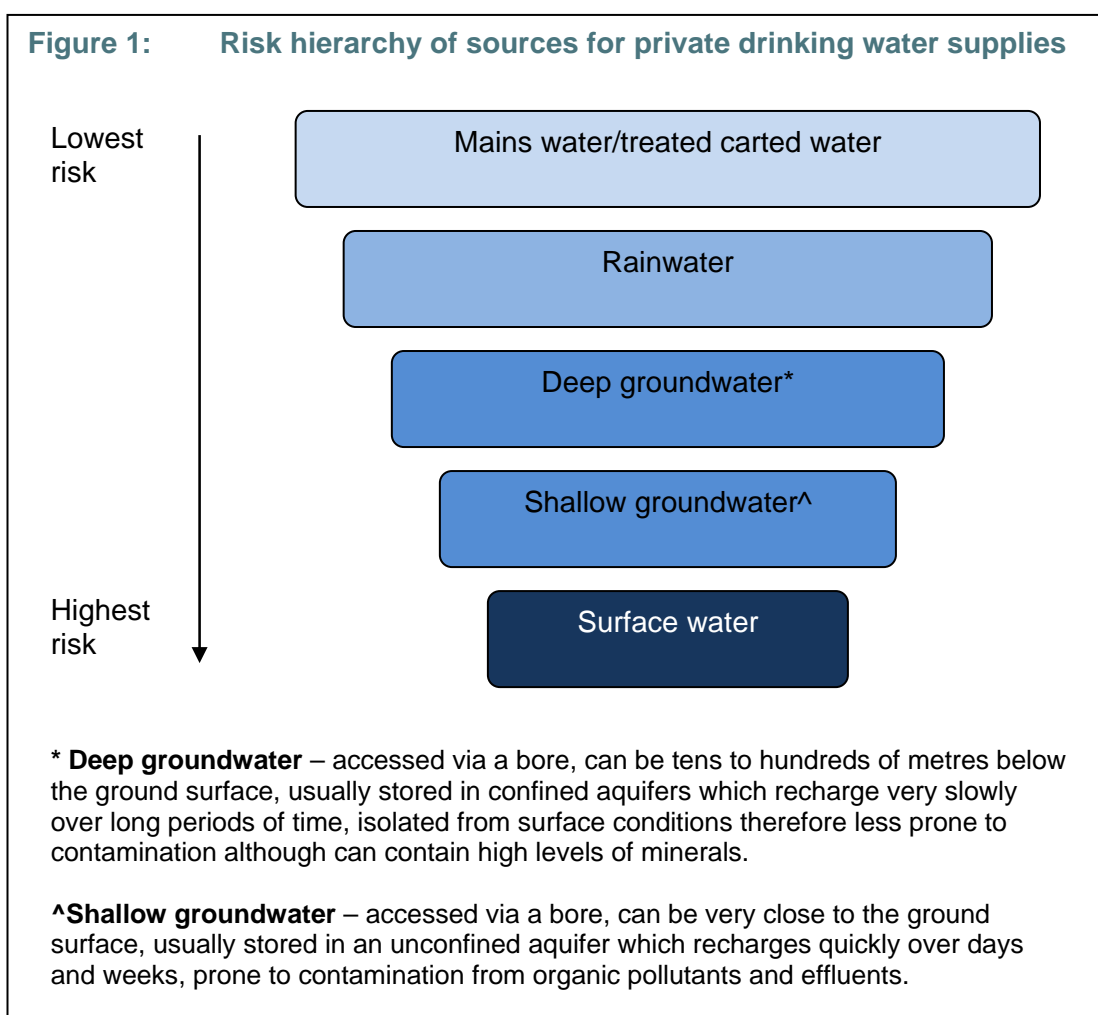 Figure 1: Risk hierarchy of sources for private drinking water supplies
Lowest
risk
Mains water/treated carted water
Rainwater
Deep groundwater*
Shallow groundwater^
Highest
risk
Surface water
* Deep groundwater – accessed via a bore, can be tens to hundreds of metres below
the ground surface, usually stored in confined aquifers which recharge very slowly
over long periods of time, isolated from surface conditions therefore less prone to
contamination although can contain high levels of minerals.
^Shallow groundwater – accessed via a bore, can be very close to the ground
surface, usually stored in an unconfined aquifer which recharges quickly over days
and weeks, prone to contamination from organic pollutants and effluents.